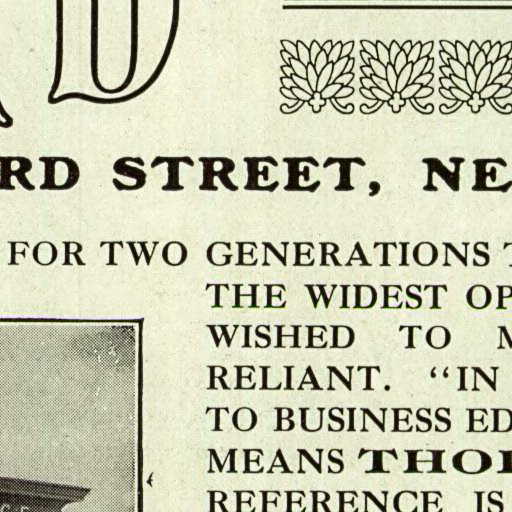 D
RD STREET, NE
FOR TWO GENERATIONS T
THE WIDEST OP
WISHED TO M
RELIANT. “IN
TO BUSINESS ED
MEANS THO
REFERENCE IS